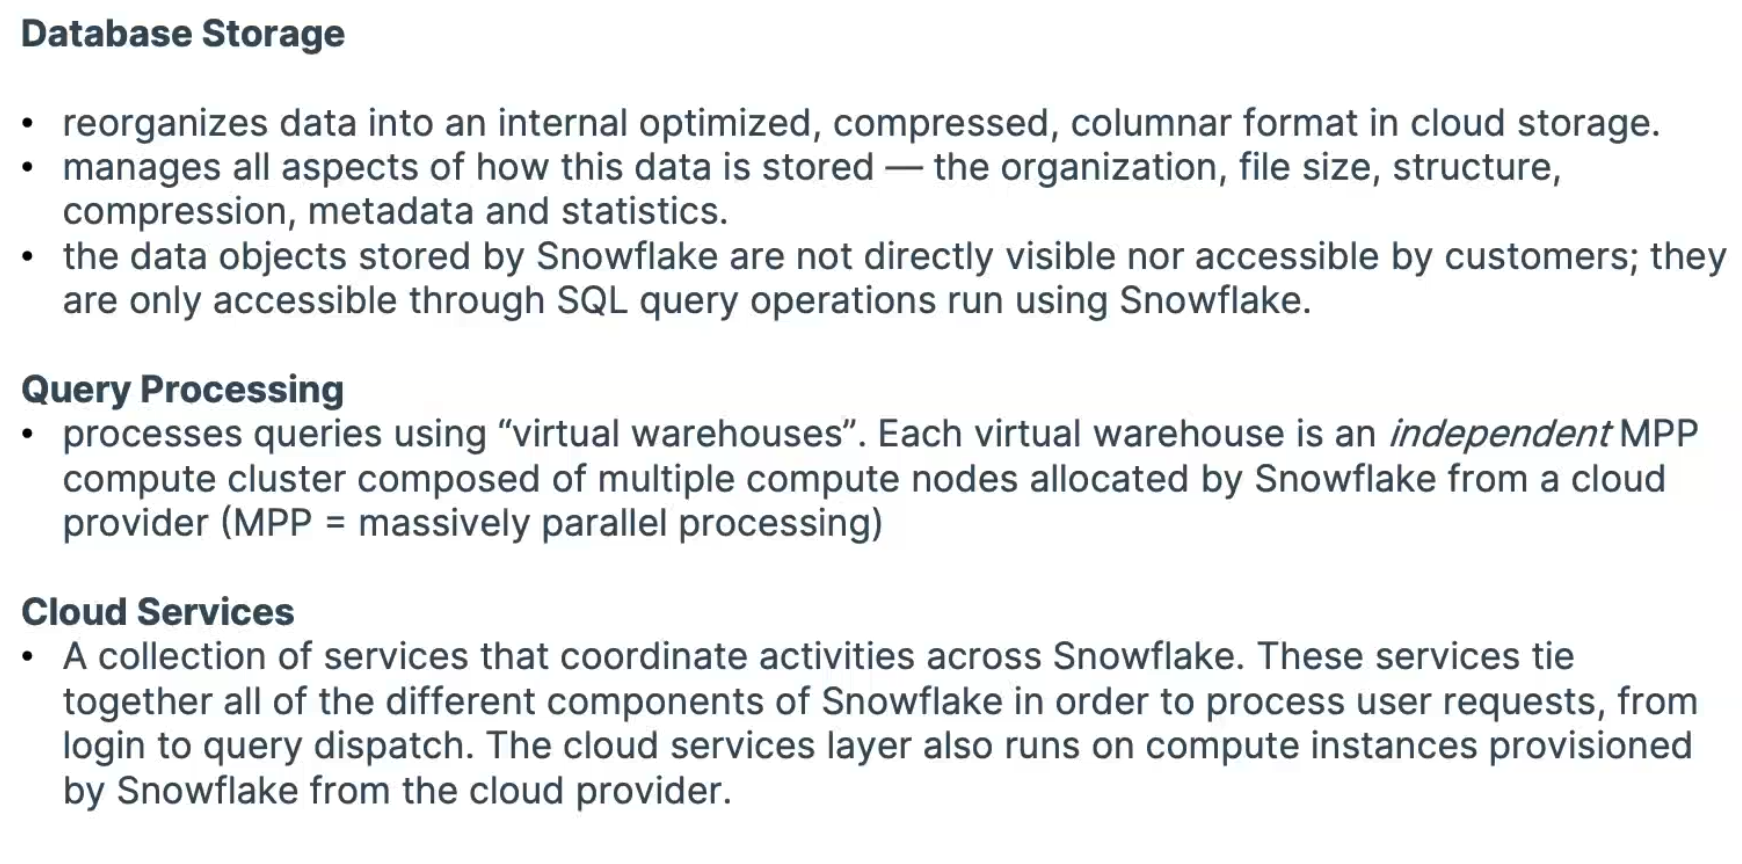 Database Storage
• reorganizes data into an internal optimized, compressed, columnar format in cloud storage.
• manages all aspects of how this data is stored — the organization, file size, structure,
compression, metadata and statistics.
• the data objects stored by Snowflake are not directly visible nor accessible by customers; they
are only accessible through SQL query operations run using Snowflake.
Query Processing
• processes queries using “virtual warehouses”. Each virtual warehouse is an independent MPP
compute cluster composed of multiple compute nodes allocated by Snowflake from a cloud
provider (MPP = massively parallel processing)
Cloud Services
• A collection of services that coordinate activities across Snowflake. These services tie
together all of the different components of Snowflake in order to process user requests, from
login to query dispatch. The cloud services layer also runs on compute instances provisioned
by Snowflake from the cloud provider.